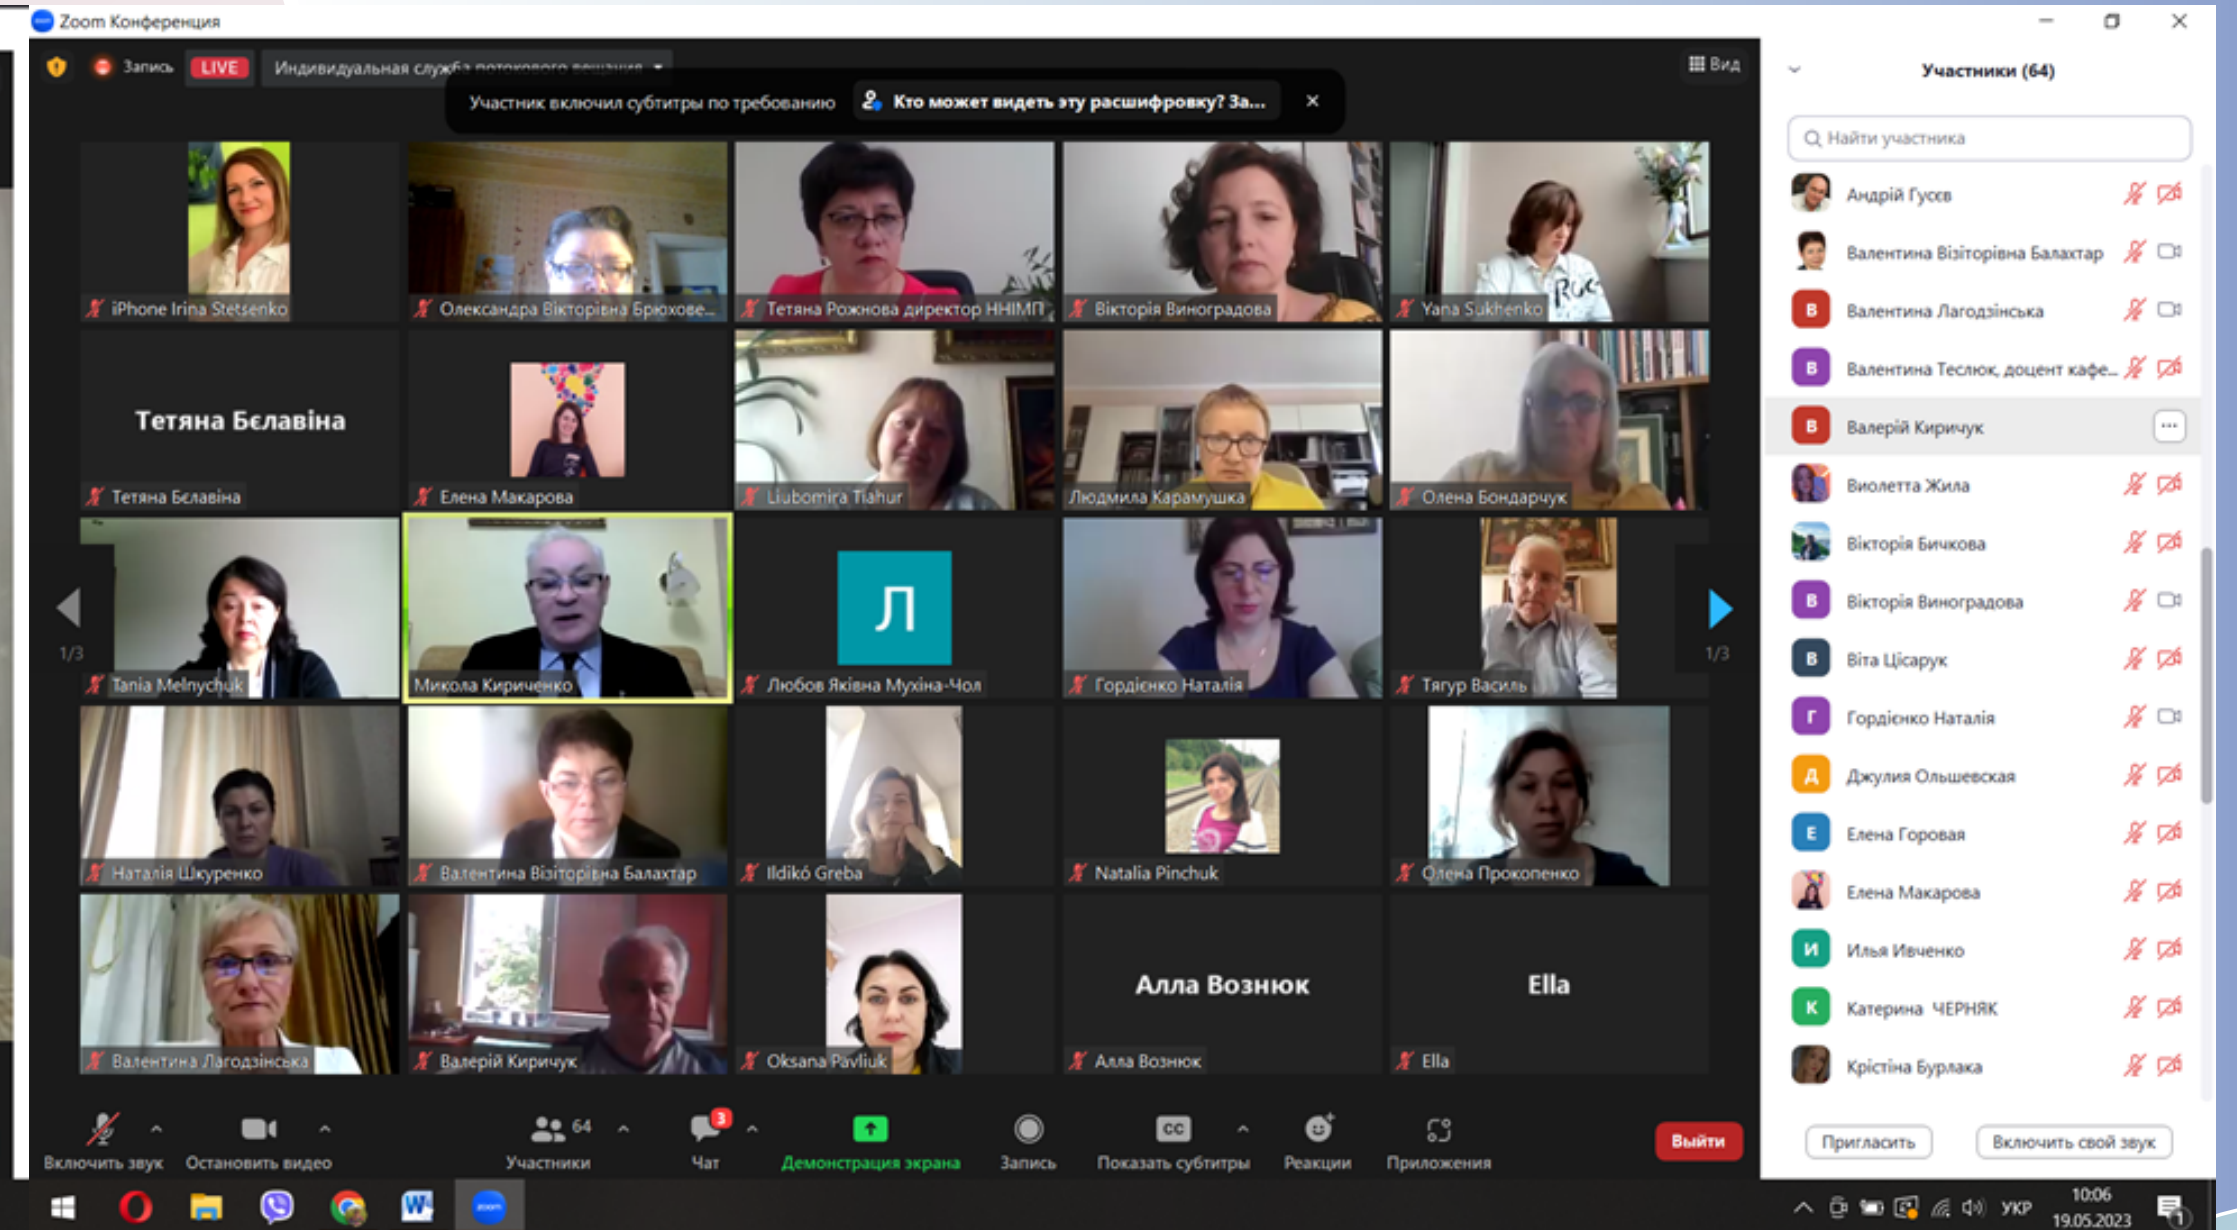 Zoom Конференция
Запись
LIVE
Индивидуальная служба потокового вещания
Вид
Участник включил субтитры по требованию
Кто может видеть эту расшифровку? За...
iPhone Irina Stetsenko
Олександра Вікторівна Брюхове...
Тетяна Рожнова директор ННІМП
Вікторія Виноградова
Yana Sukhenko
Тетяна Бєлавіна
Тетяна Бєлавіна
Елена Макарова
Liubomira Tiahur
Людмила Карамушка
Олена Бондарчук
1/3
Tania Melnychuk
Микола Кириченко
Л
Любов Яківна Мухіна-Чол
Гордієнко Наталія
Тягур Василь
1/3
Наталія Шкуренко
Валентина Візіторівна Балахтар
Ildikó Greba
Natalia Pinchuk
Олена Прокопенко
Валентина Лагодзінська
Валерій Киричук
Oksana Pavliuk
Алла Вознюк
Алла Вознюк
Ella
Ella
Включить звук
Остановить видео
64
Участники
3
Чат
Демонстрация экрана
Запись
CC
Показать субтитры
Реакции
Приложения
Выйти
Участники (64)
Найти участника
Андрій Гусєв
Валентина Візіторівна Балахтар
В Валентина Лагодзінська
В Валентина Теслюк, доцент кафе...
В Валерій Киричук
Виолетта Жила
Вікторія Бичкова
В Вікторія Виноградова
В Віта Цісарук
Г Гордієнко Наталія
Д Джулия Ольшевская
Е Елена Горовая
Елена Макарова
И Илья Ивченко
К Катерина ЧЕРНЯК
Крістіна Бурлака
Пригласить
Включить свой звук
W
zoom
УКР
10:06
19.05.2023
1